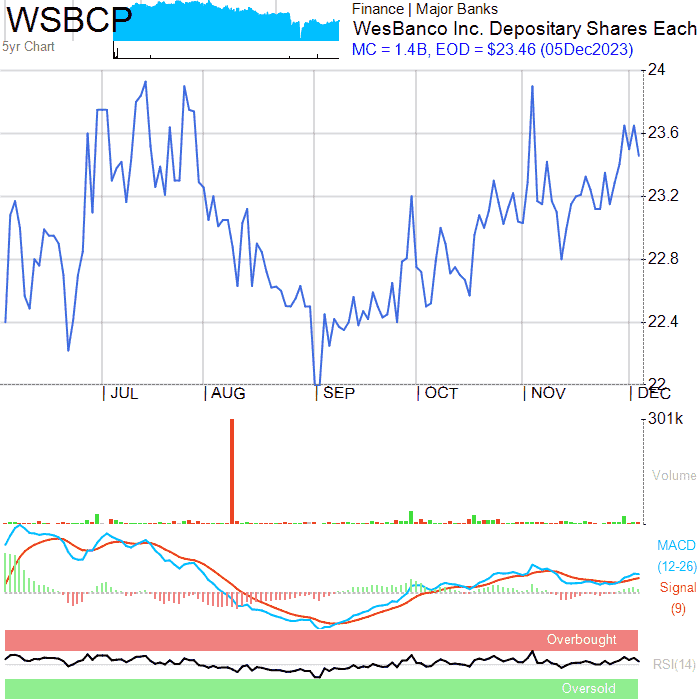 WSBCP
5yr Chart
Finance | Major Banks
WesBanco Inc. Depositary Shares Each
MC = 1.4B, EOD = $23.46 (05Dec2023)
24
23.6
23.2
22.8
22.4
22
| JUL | AUG | SEP | OCT | NOV | DEC
301k
Volume
MACD
(12-26)
Signal
(9)
Overbought
RSI(14)
Oversold